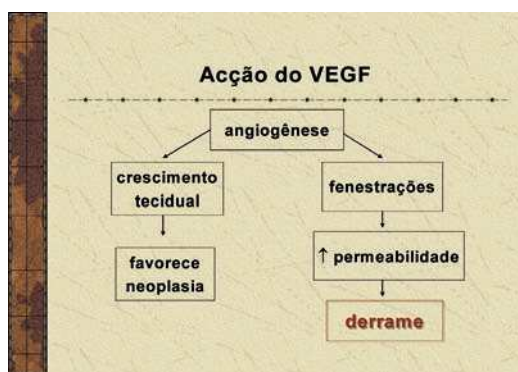 Acção do VEGF
angiogênese
crescimento
tecidual
fenestrações
favorece
neoplasia
↑ permeabilidade
derrame